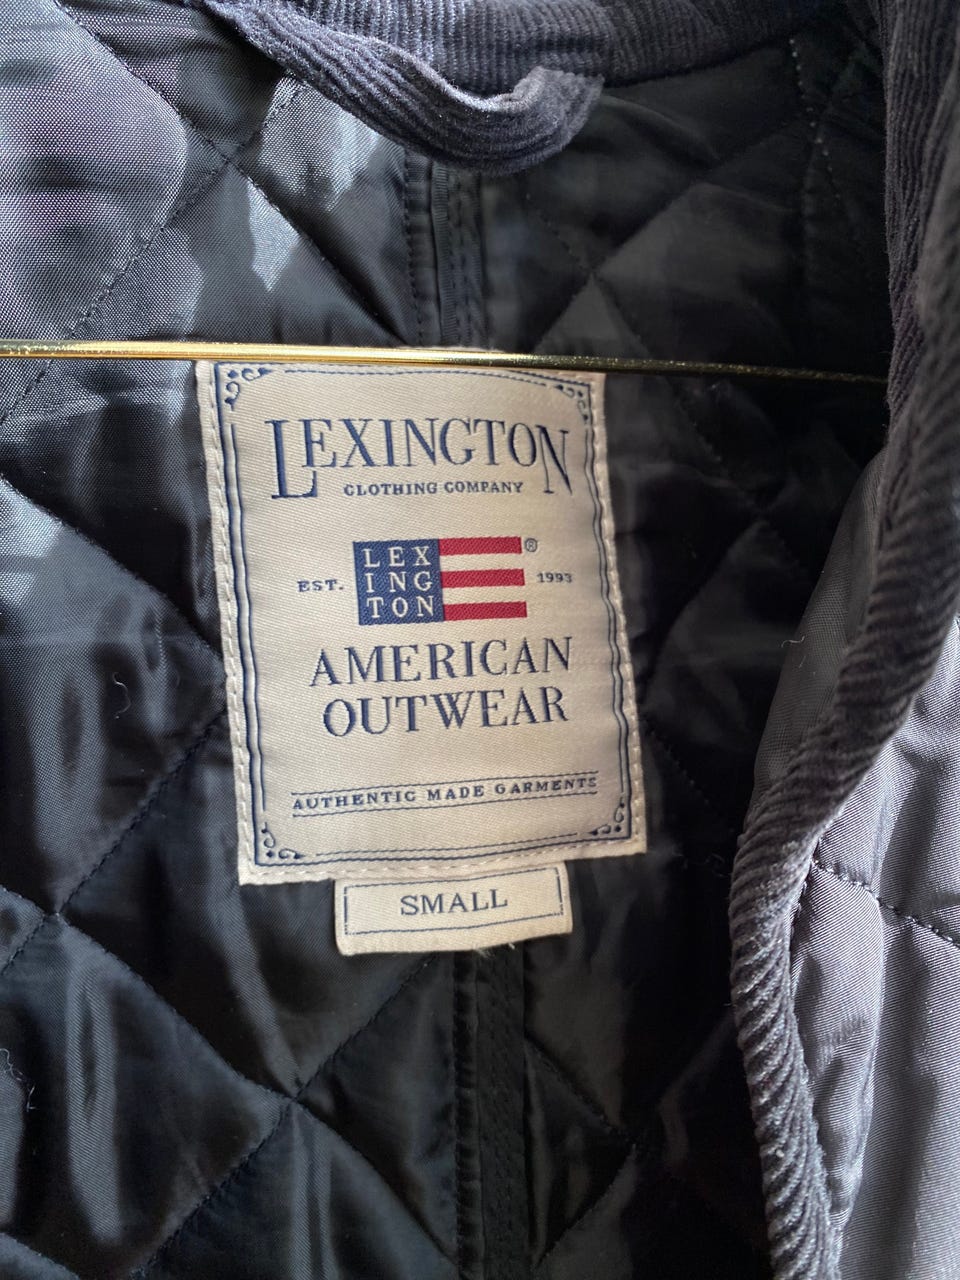 LEXINGTON
CLOTHING COMPANY
LEX
ING
TON
®
EST. 1993
AMERICAN
OUTWEAR
AUTHENTIC MADE GARMENTS
SMALL